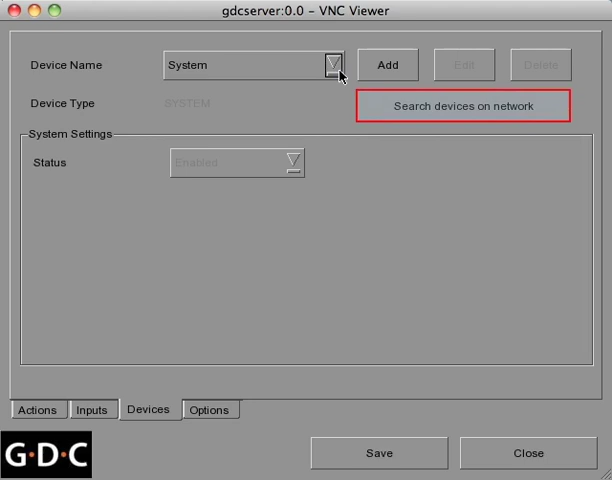 gdcserver:0.0 – VNC Viewer
Device Name System Add Edit Delete
Device Type SYSTEM Search devices on network
System Settings
Status Enabled
Actions Inputs Devices Options
G·D·C Save Close